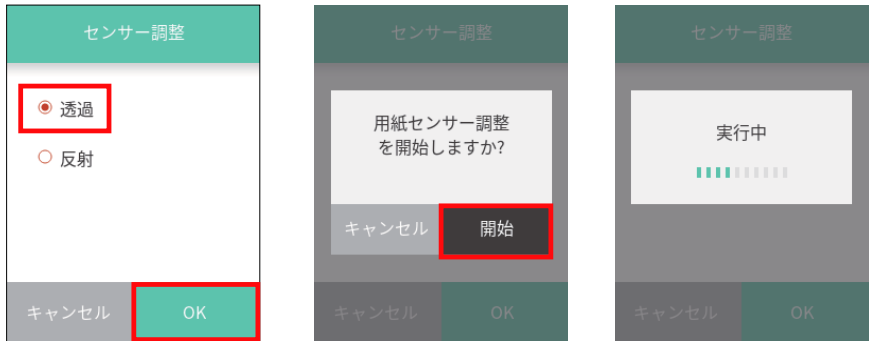 センサー調整
透過
反射
キャンセル
OK
センサー調整
用紙センサー調整
を開始しますか?
キャンセル
開始
キャンセル
OK
センサー調整
実行中
キャンセル
OK